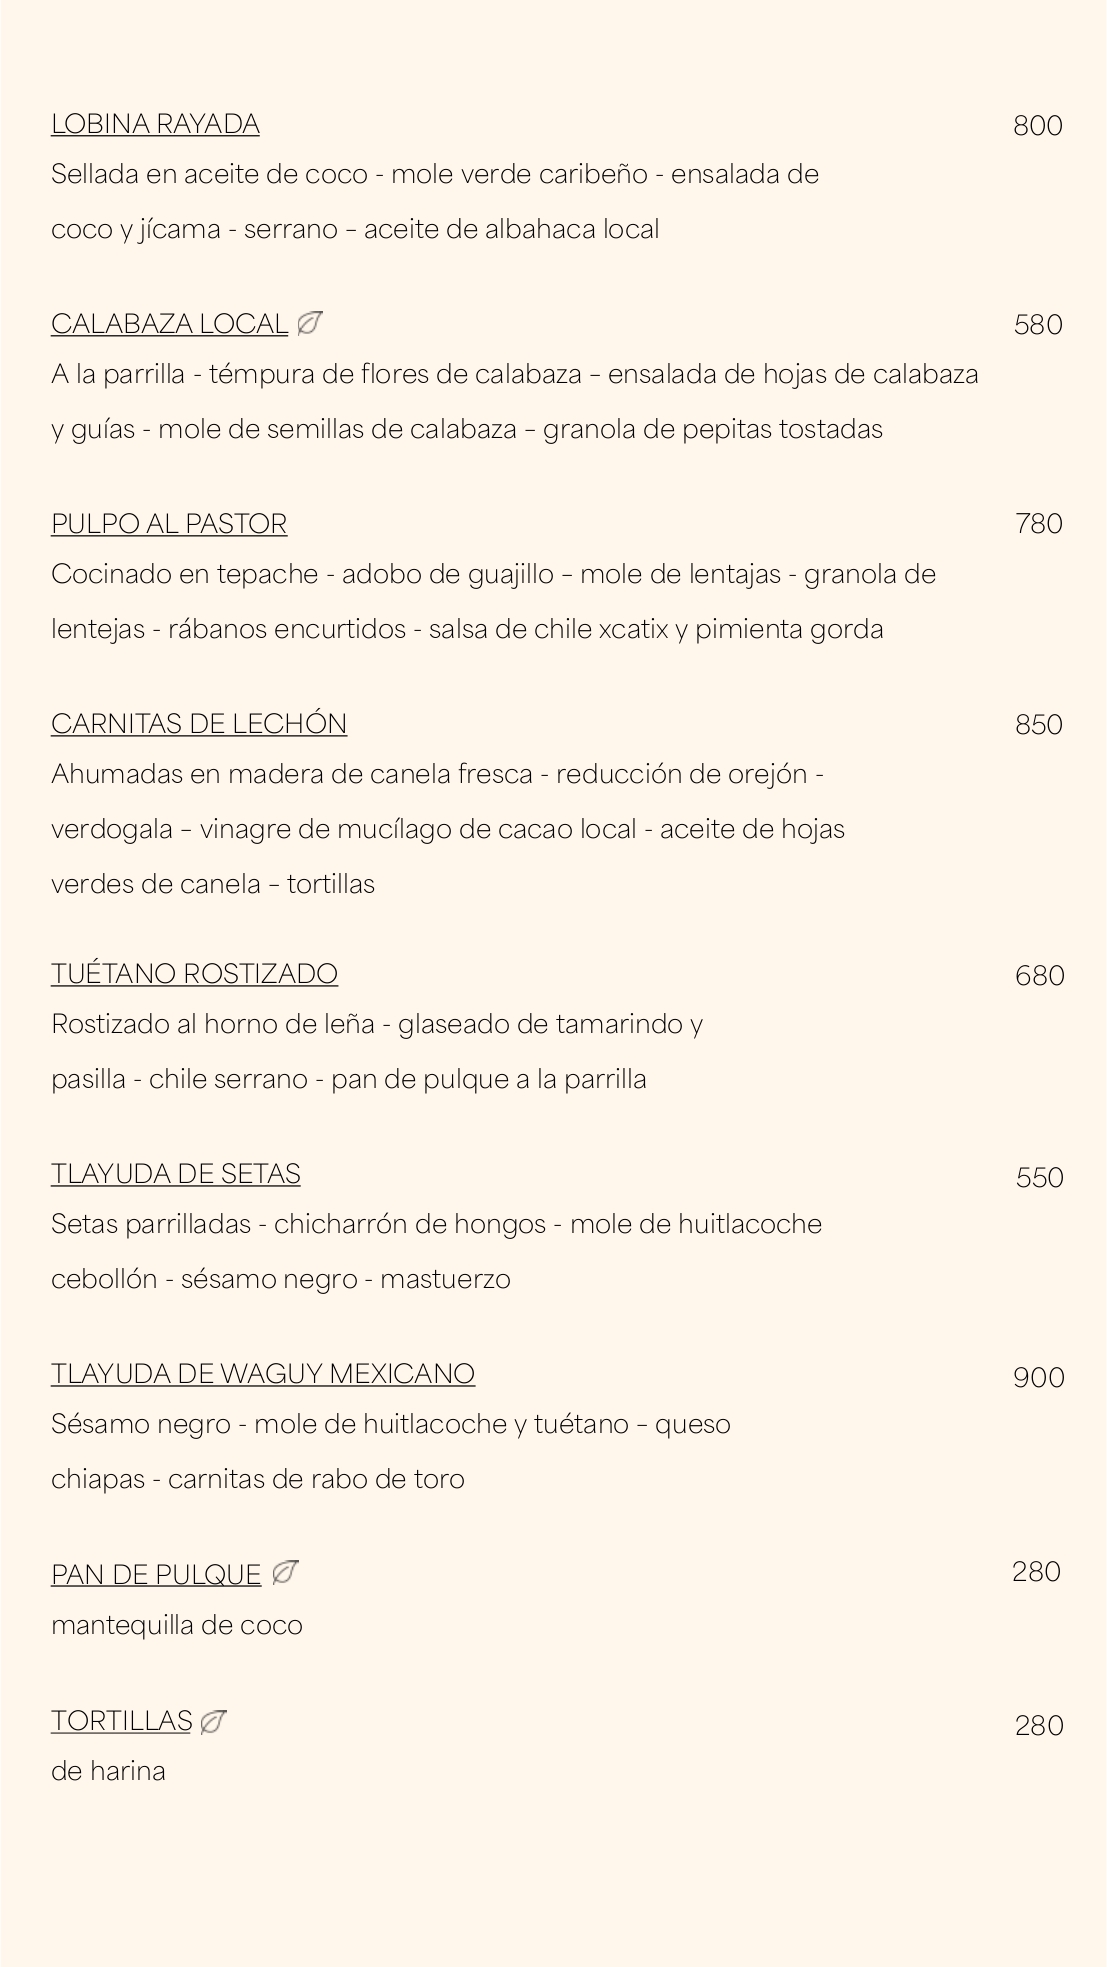 LOBINA RAYADA 800
Sellada en aceite de coco - mole verde caribeño - ensalada de
coco y jícama - serrano – aceite de albahaca local
CALABAZA LOCAL 580
A la parrilla - témpura de flores de calabaza – ensalada de hojas de calabaza
y guías - mole de semillas de calabaza – granola de pepitas tostadas
PULPO AL PASTOR 780
Cocinado en tepache - adobo de guajillo – mole de lentajas - granola de
lentejas - rábanos encurtidos - salsa de chile xcatix y pimienta gorda
CARNITAS DE LECHÓN 850
Ahumadas en madera de canela fresca - reducción de orejón -
verdogala – vinagre de mucílago de cacao local - aceite de hojas
verdes de canela – tortillas
TUÉTANO ROSTIZADO 680
Rostizado al horno de leña - glaseado de tamarindo y
pasilla - chile serrano - pan de pulque a la parrilla
TLAYUDA DE SETAS 550
Setas parrilladas - chicharrón de hongos - mole de huitlacoche
cebollón - sésamo negro - mastuerzo
TLAYUDA DE WAGUY MEXICANO 900
Sésamo negro - mole de huitlacoche y tuétano – queso
chiapas - carnitas de rabo de toro
PAN DE PULQUE 280
mantequilla de coco
TORTILLAS 280
de harina